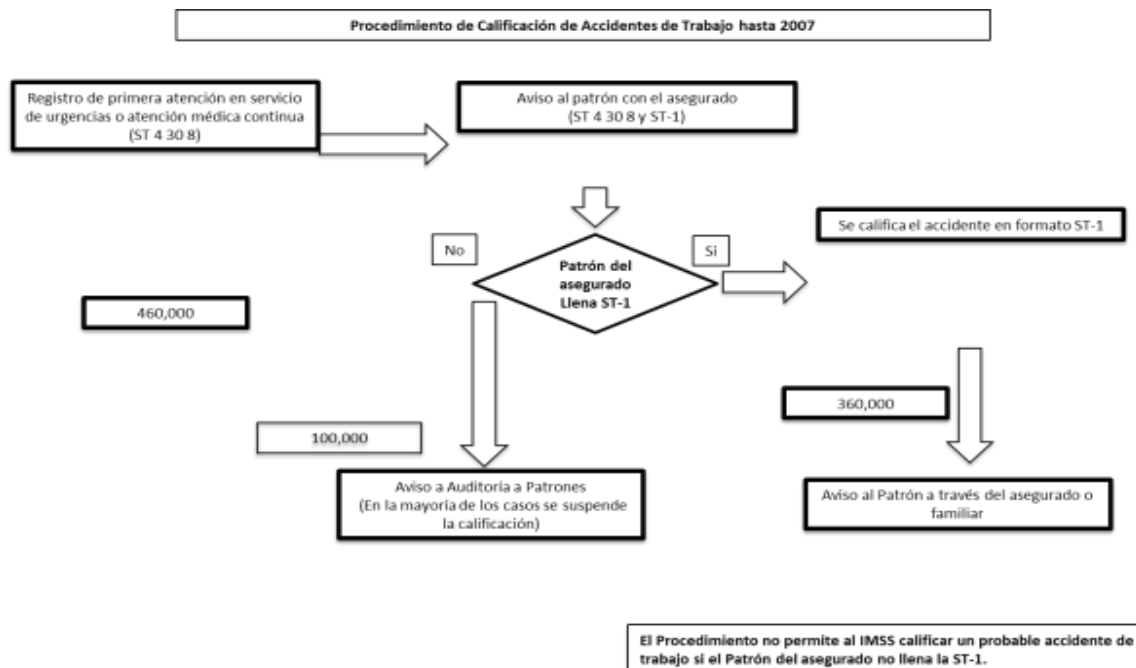 Procedimiento de Calificación de Accidentes de Trabajo hasta 2007
Registro de primera atención en servicio
de urgencias o atención médica continua
(ST 4 30 8)
Aviso al patrón con el asegurado
(ST 4 30 8 y ST-1)
Se califica el accidente en formato ST-1
No
Si
Patrón del
asegurado
Llena ST-1
460,000
360,000
100,000
Aviso a Auditoría a Patrones
(En la mayoría de los casos se suspende
la calificación)
Aviso al Patrón a través del asegurado o
familiar
El Procedimiento no permite al IMSS calificar un probable accidente de
trabajo si el Patrón del asegurado no llena la ST-1.